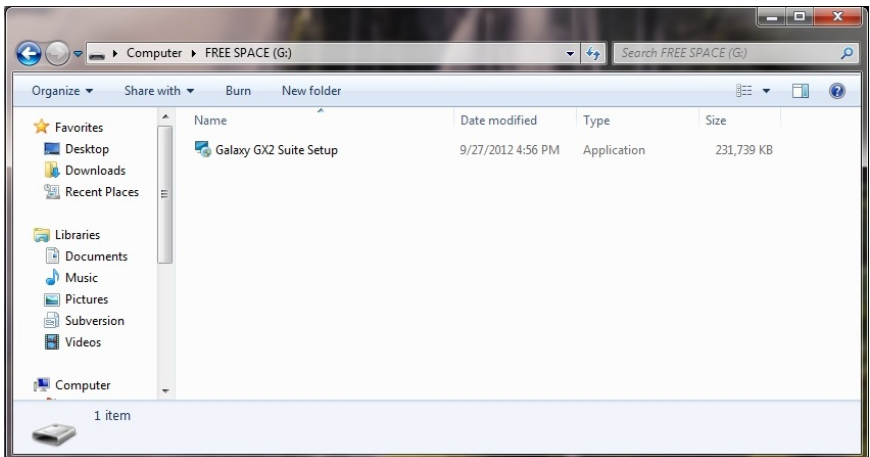 Computer ▸ FREE SPACE (G:)
Search FREE SPACE (G:)
Organize Share with Burn New folder
Name Date modified Type Size
Galaxy GX2 Suite Setup 9/27/2012 4:56 PM Application 231,739 KB
Favorites
Desktop
Downloads
Recent Places
Libraries
Documents
Music
Pictures
Subversion
Videos
Computer
1 item